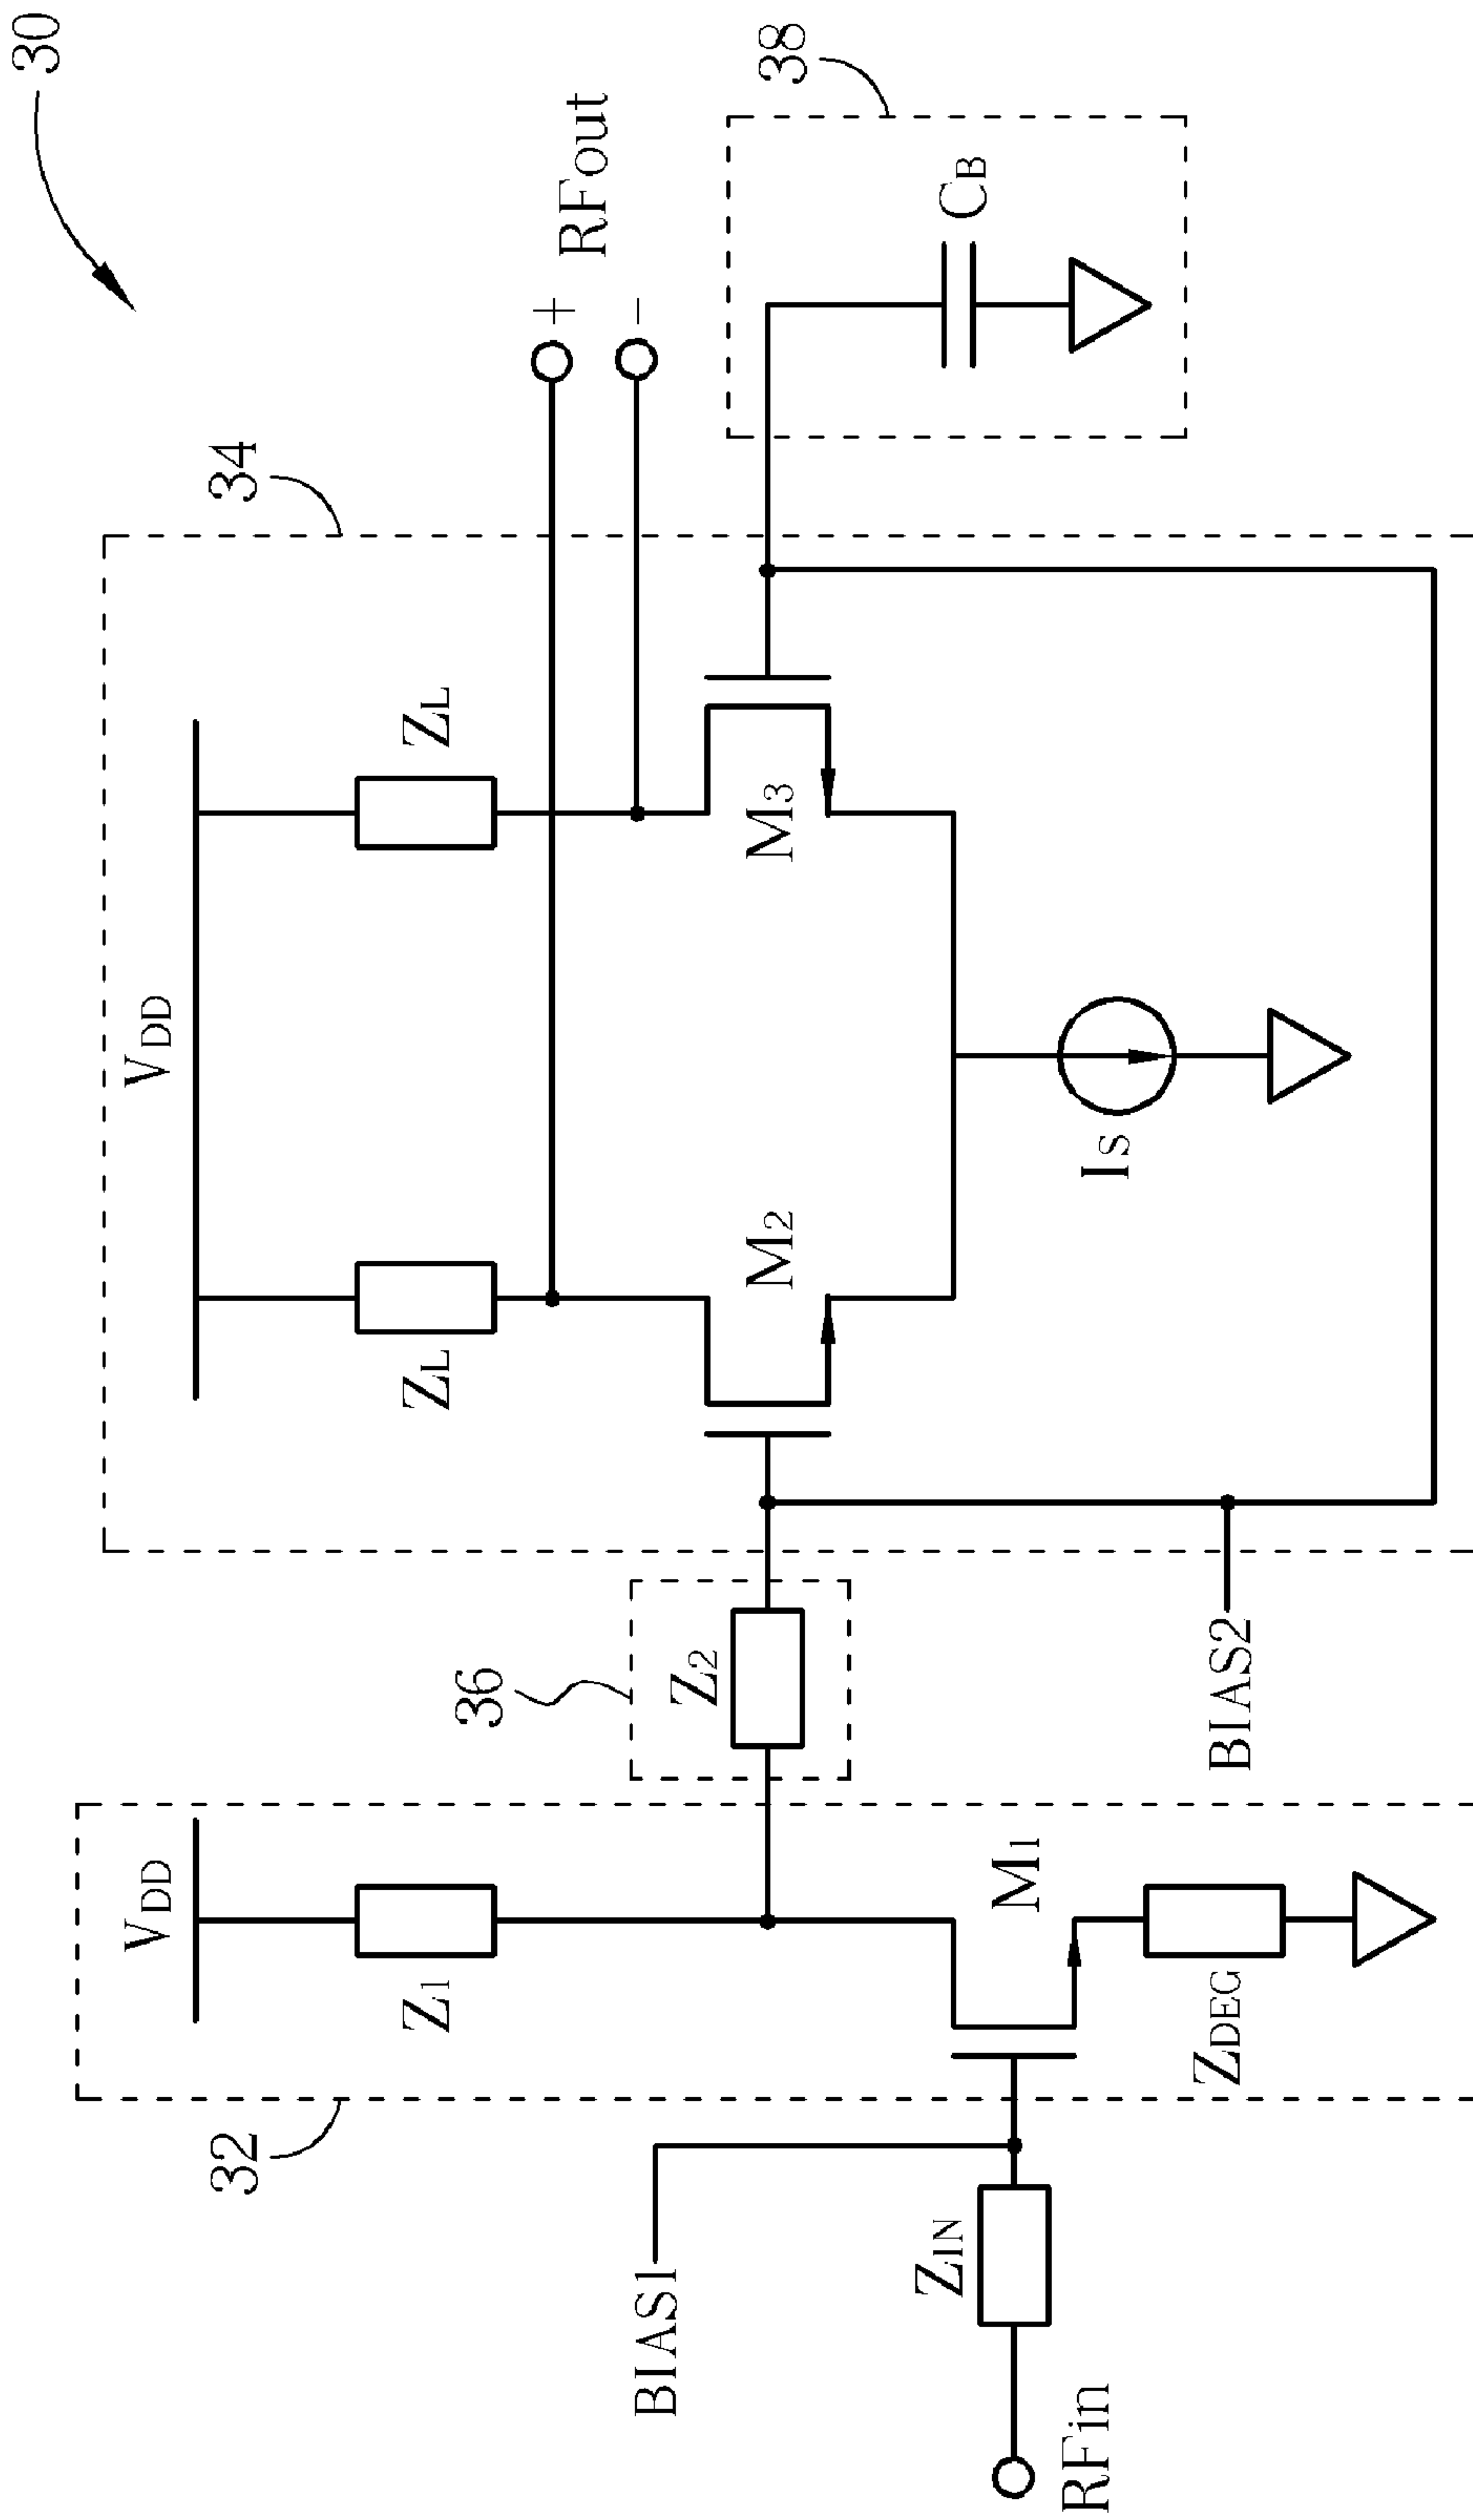 30
34
VDD
ZL
ZL
RFout
+
-
M2
M3
IS
38
CB
36
Z2
BIAS2
32
VDD
Z1
M1
ZDEG
BIAS1
ZIN
RFin